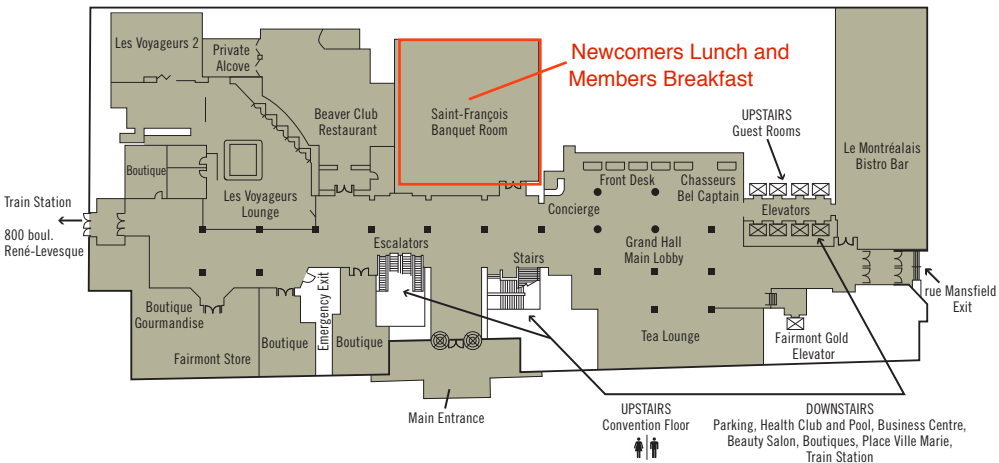 Les Voyageurs 2
Private
Alcove
Newcomers Lunch and
Members Breakfast
Beaver Club
Restaurant
Saint-François
Banquet Room
UPSTAIRS
Guest Rooms
Le Montréalais
Bistro Bar
Boutique
Les Voyageurs
Lounge
Front Desk
Chasseurs
Bel Captain
Concierge
Elevators
Train Station
800 boul.
René-Levesque
Escalators
Stairs
Grand Hall
Main Lobby
Emergency Exit
rue Mansfield
Exit
Boutique
Gourmandise
Fairmont Store
Boutique
Boutique
Tea Lounge
Fairmont Gold
Elevator
Main Entrance
UPSTAIRS
Convention Floor
DOWNSTAIRS
Parking, Health Club and Pool, Business Centre,
Beauty Salon, Boutiques, Place Ville Marie,
Train Station